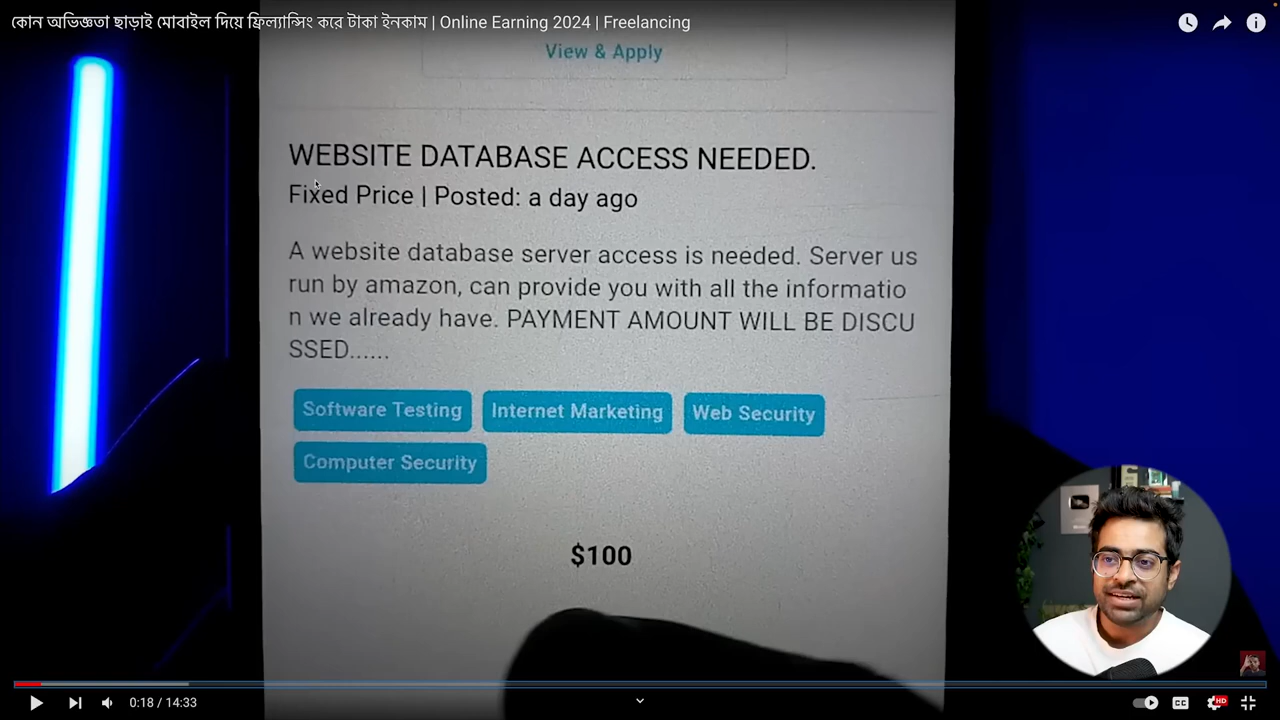 কোন অভিজ্ঞতা ছাড়াই মোবাইল দিয়ে ফ্রিল্যান্সিং করে টাকা ইনকাম | Online Earning 2024 | Freelancing
View & Apply
WEBSITE DATABASE ACCESS NEEDED.
Fixed Price | Posted: a day ago
A website database server access is needed. Server us
run by amazon, can provide you with all the informatio
n we already have. PAYMENT AMOUNT WILL BE DISCU
SSED......
Software Testing Internet Marketing Web Security
Computer Security
$100
0:18 / 14:33
CC
HD